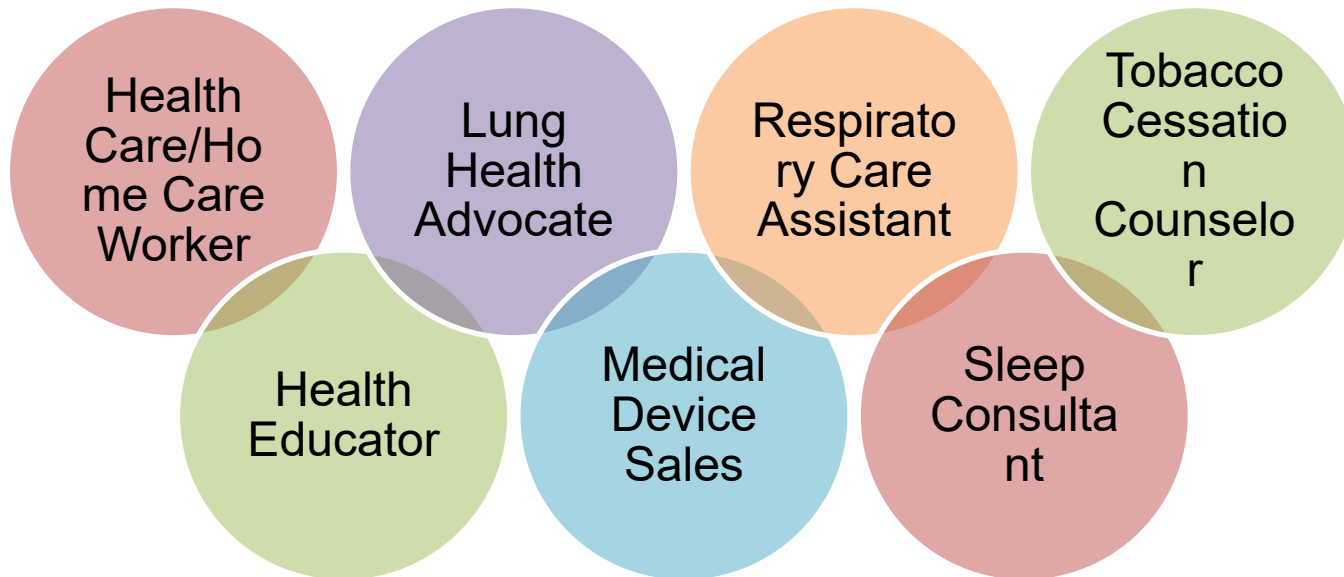 Health
Care/Ho
me Care
Worker
Health
Educator
Lung
Health
Advocate
Medical
Device
Sales
Respirato
ry Care
Assistant
Sleep
Consulta
nt
Tobacco
Cessatio
n
Counselo
r